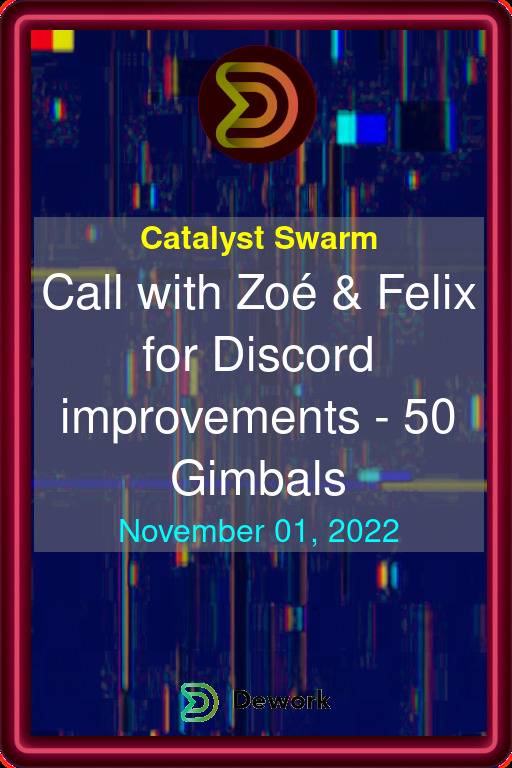 Catalyst Swarm
Call with Zoé & Felix
for Discord
improvements - 50
Gimbals
November 01, 2022
Dework